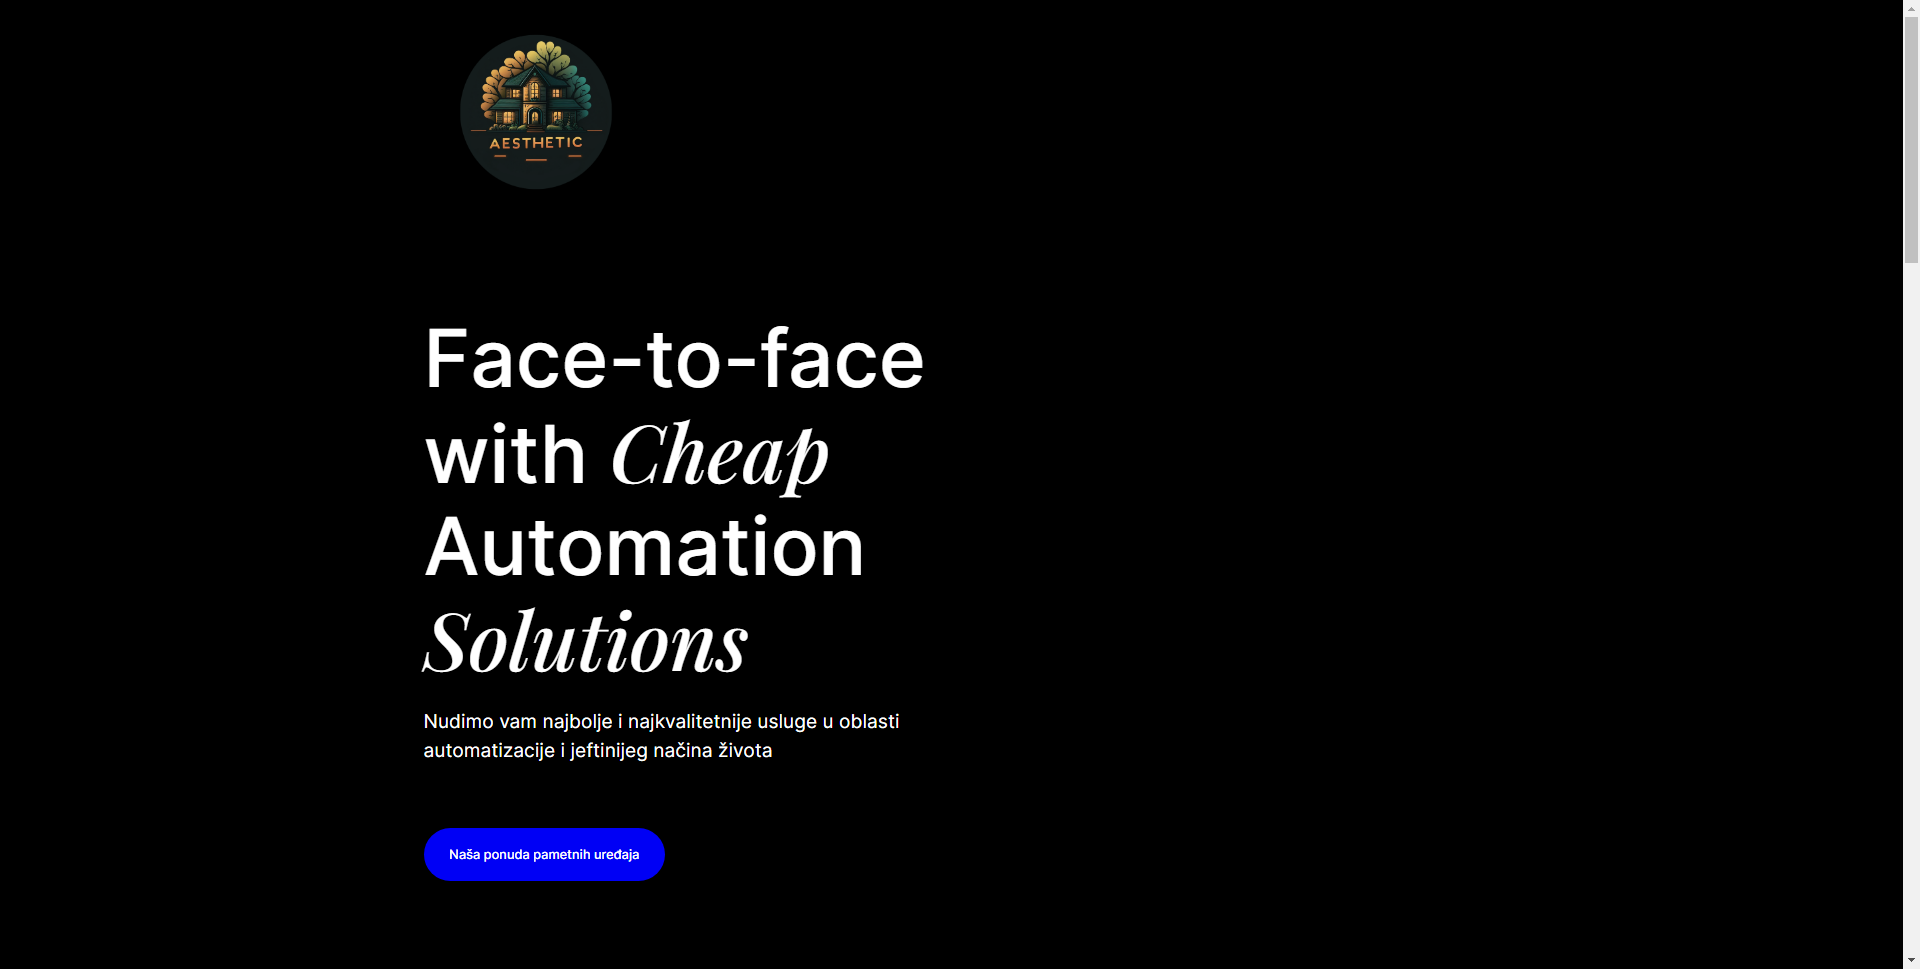 AESTHETIC
Face-to-face
with Cheap
Automation
Solutions
Nudimo vam najbolje i najkvalitetnije usluge u oblasti
automatizacije i jeftinijeg načina života
Naša ponuda pametnih uređaja